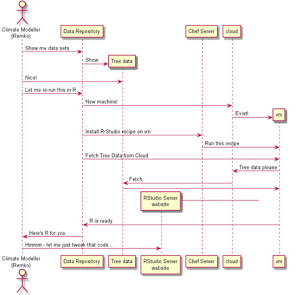 Climate Modeller
(Remko)
Data Repository
Chef Server
cloud
Show me data sets
Show
Tree data
Nice!
Let me re-run this in R
New machine!
Exist!
vm
Install R-Studio recipe on vm
Run this recipe
Fetch Tree Data from Cloud
Tree data please
Fetch
RStudio Server
website
R is ready
Here's R for you
Hmmm - let me just tweak that code...
Climate Modeller
(Remko)
Data Repository
Tree data
RStudio Server
website
Chef Server
cloud
vm